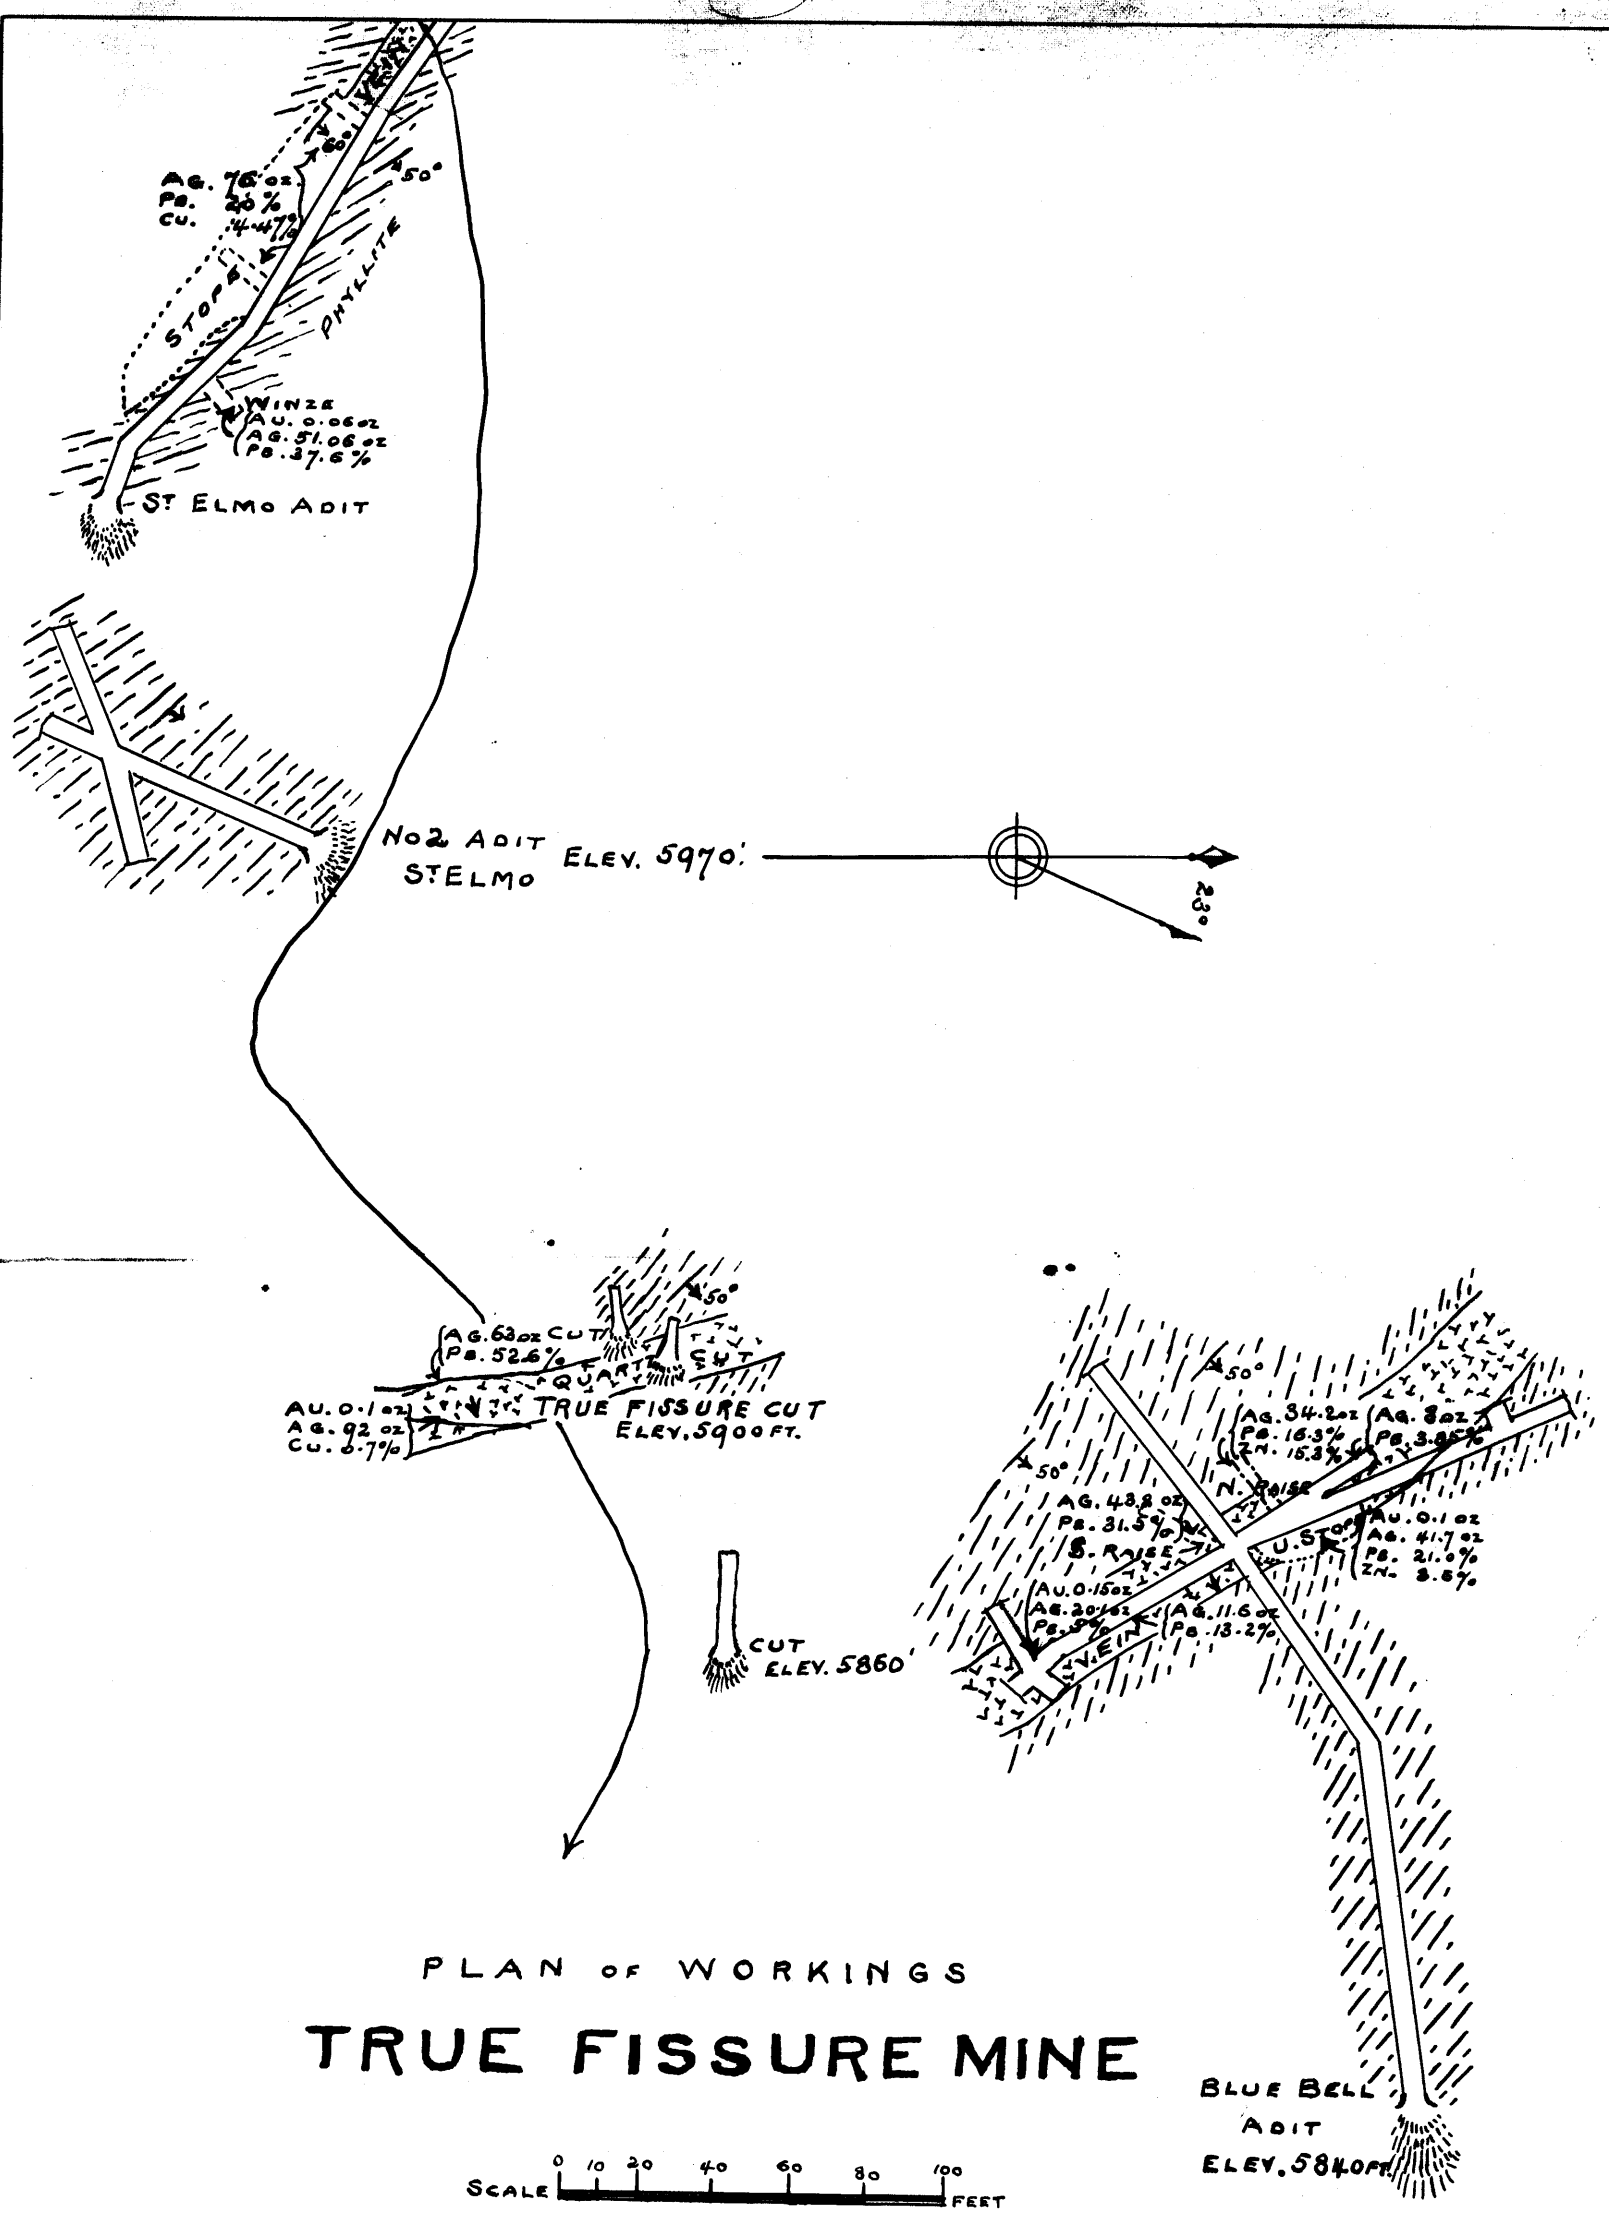 VEIN
60°
50°
AG. 76 oz.
PB. 20%
CU. 4.47%
PHYLLITE
STOPE
WINZE
AU. 0.06 oz
AG. 51.06 oz
PB. 37.6%
ST. ELMO ADIT
No 2 ADIT
ST. ELMO
ELEV. 5970'.
23°
50°
AG. 63 oz CUT
PB. 52.6%
CUT
QUARTZ
AU. 0.1 oz
AG. 92 oz
CU. 0.7%
TRUE FISSURE CUT
ELEV. 5900 FT.
50°
50°
AG. 34.2 oz
PB. 16.3%
ZN. 15.3%
AG. 8 oz
PB. 3.85%
N. RAISE
AG. 43.8 oz
PB. 31.5%
S. RAISE
U. STOPE
AU. 0.1 oz
AG. 41.7 oz
PB. 21.0%
ZN. 8.6%
AU. 0.15 oz
AG. 20.1 oz
PB. 9%
AG. 11.6 oz
PB. 13.2%
VEIN
CUT
ELEV. 5860'
PLAN OF WORKINGS
TRUE FISSURE MINE
BLUE BELL
ADIT
ELEV. 5840 FT.
0 10 20 40 60 80 100
SCALE FEET